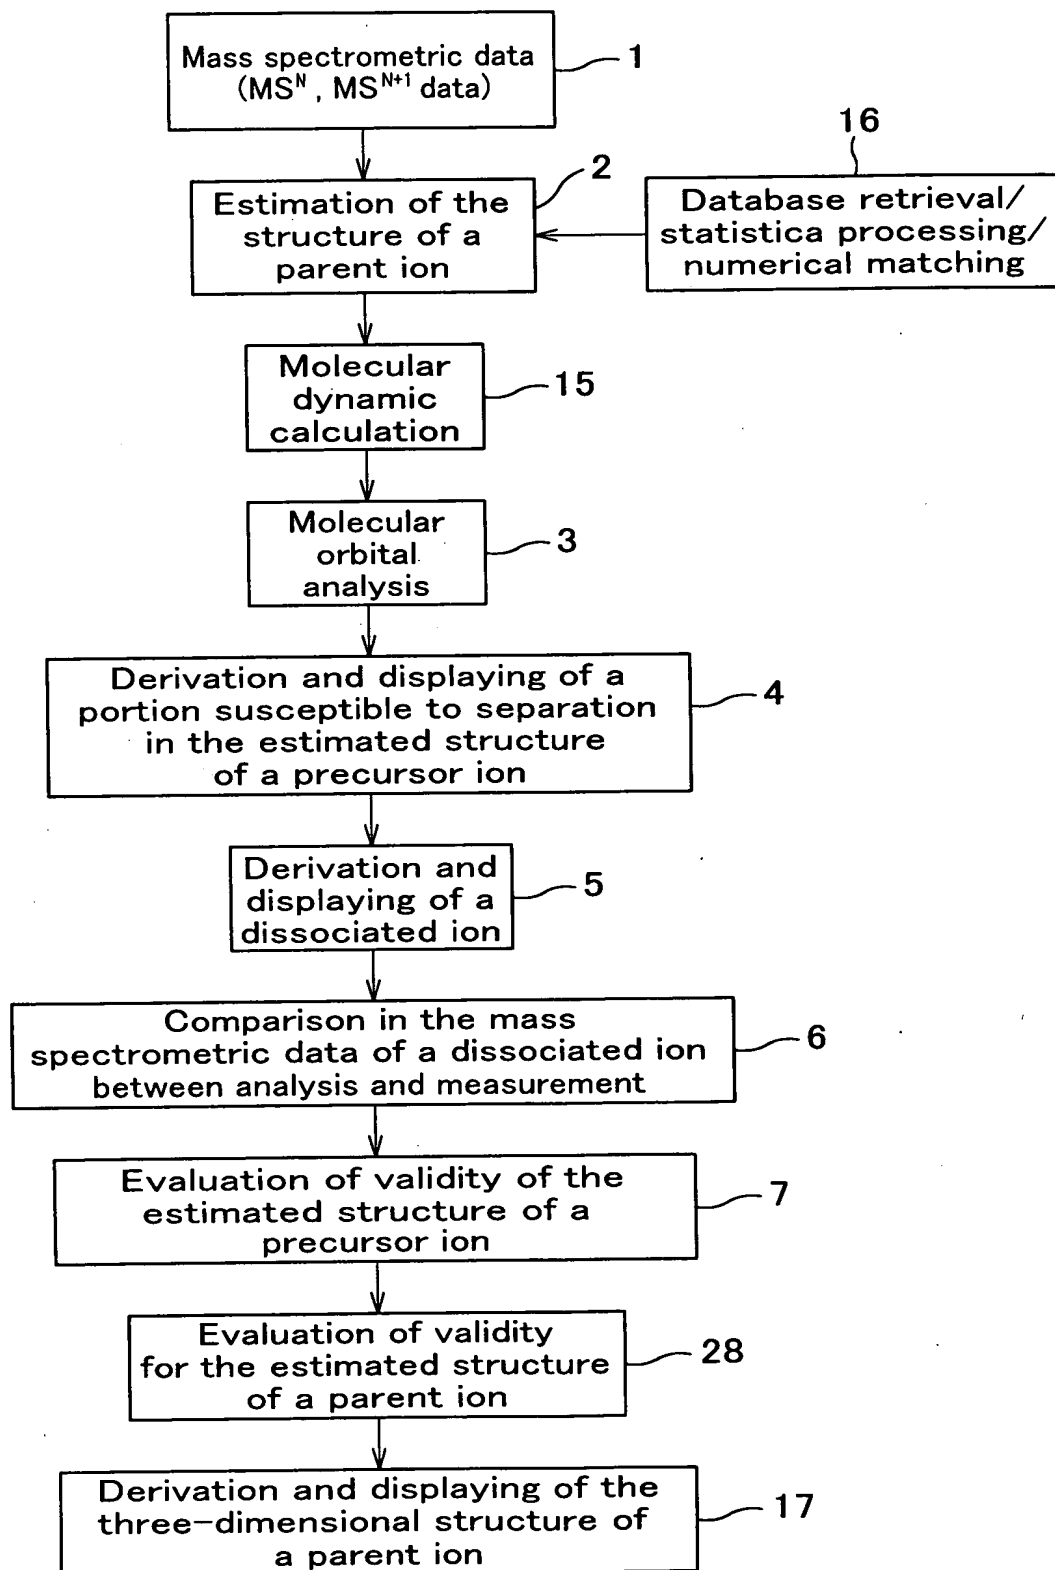 Mass spectrometric data
(MS^N, MS^N+1 data)
1
16
2
Estimation of the
structure of a
parent ion
Database retrieval/
statistica processing/
numerical matching
Molecular
dynamic
calculation
15
Molecular
orbital
analysis
3
Derivation and displaying of a
portion susceptible to separation
in the estimated structure
of a precursor ion
4
Derivation and
displaying of a
dissociated ion
5
Comparison in the mass
spectrometric data of a dissociated ion
between analysis and measurement
6
Evaluation of validity of the
estimated structure of a
precursor ion
7
Evaluation of validity
for the estimated structure
of a parent ion
28
Derivation and displaying of the
three-dimensional structure of
a parent ion
17